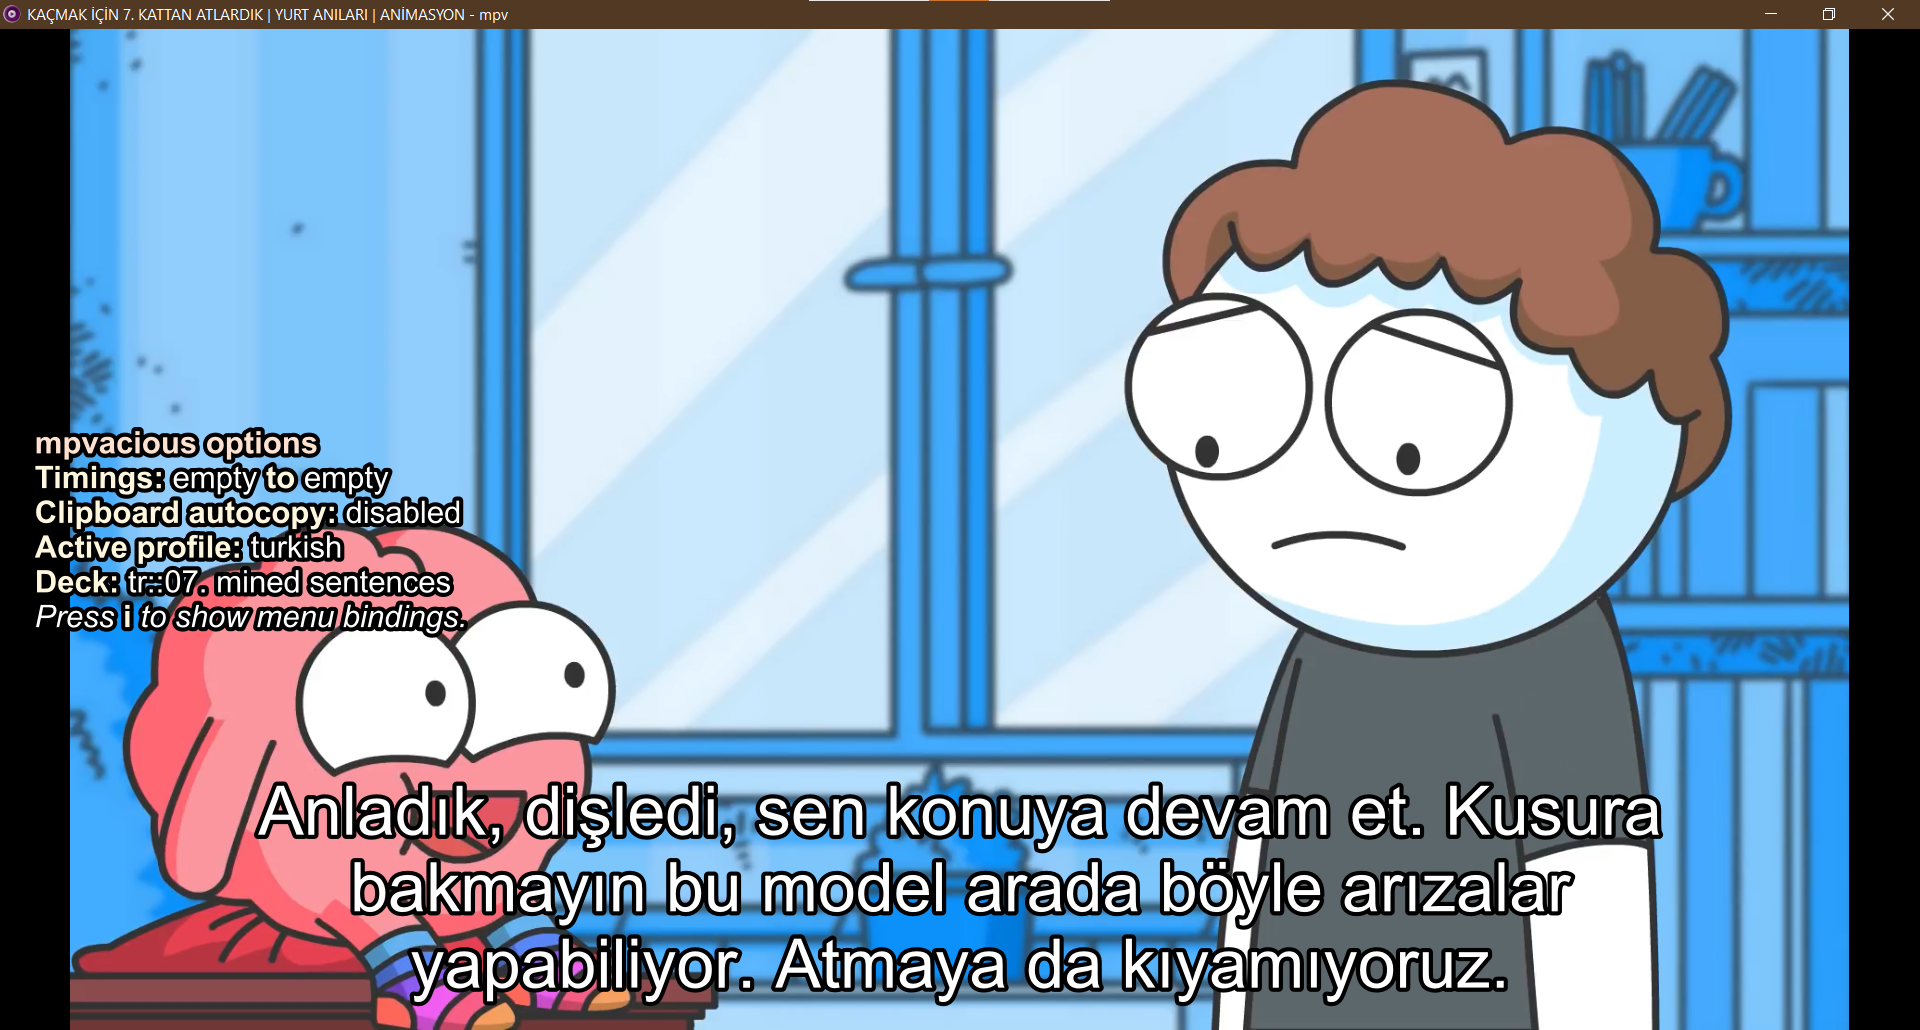 KAÇMAK İÇİN 7. KATTAN ATLARDIK | YURT ANILARI | ANİMASYON - mpv
mpvacious options
Timings: empty to empty
Clipboard autocopy: disabled
Active profile: turkish
Deck: tr::07. mined sentences
Press i to show menu bindings.
Anladık, dişledi, sen konuya devam et. Kusura
bakmayın bu model arada böyle arızalar
yapabiliyor. Atmaya da kıyamıyoruz.